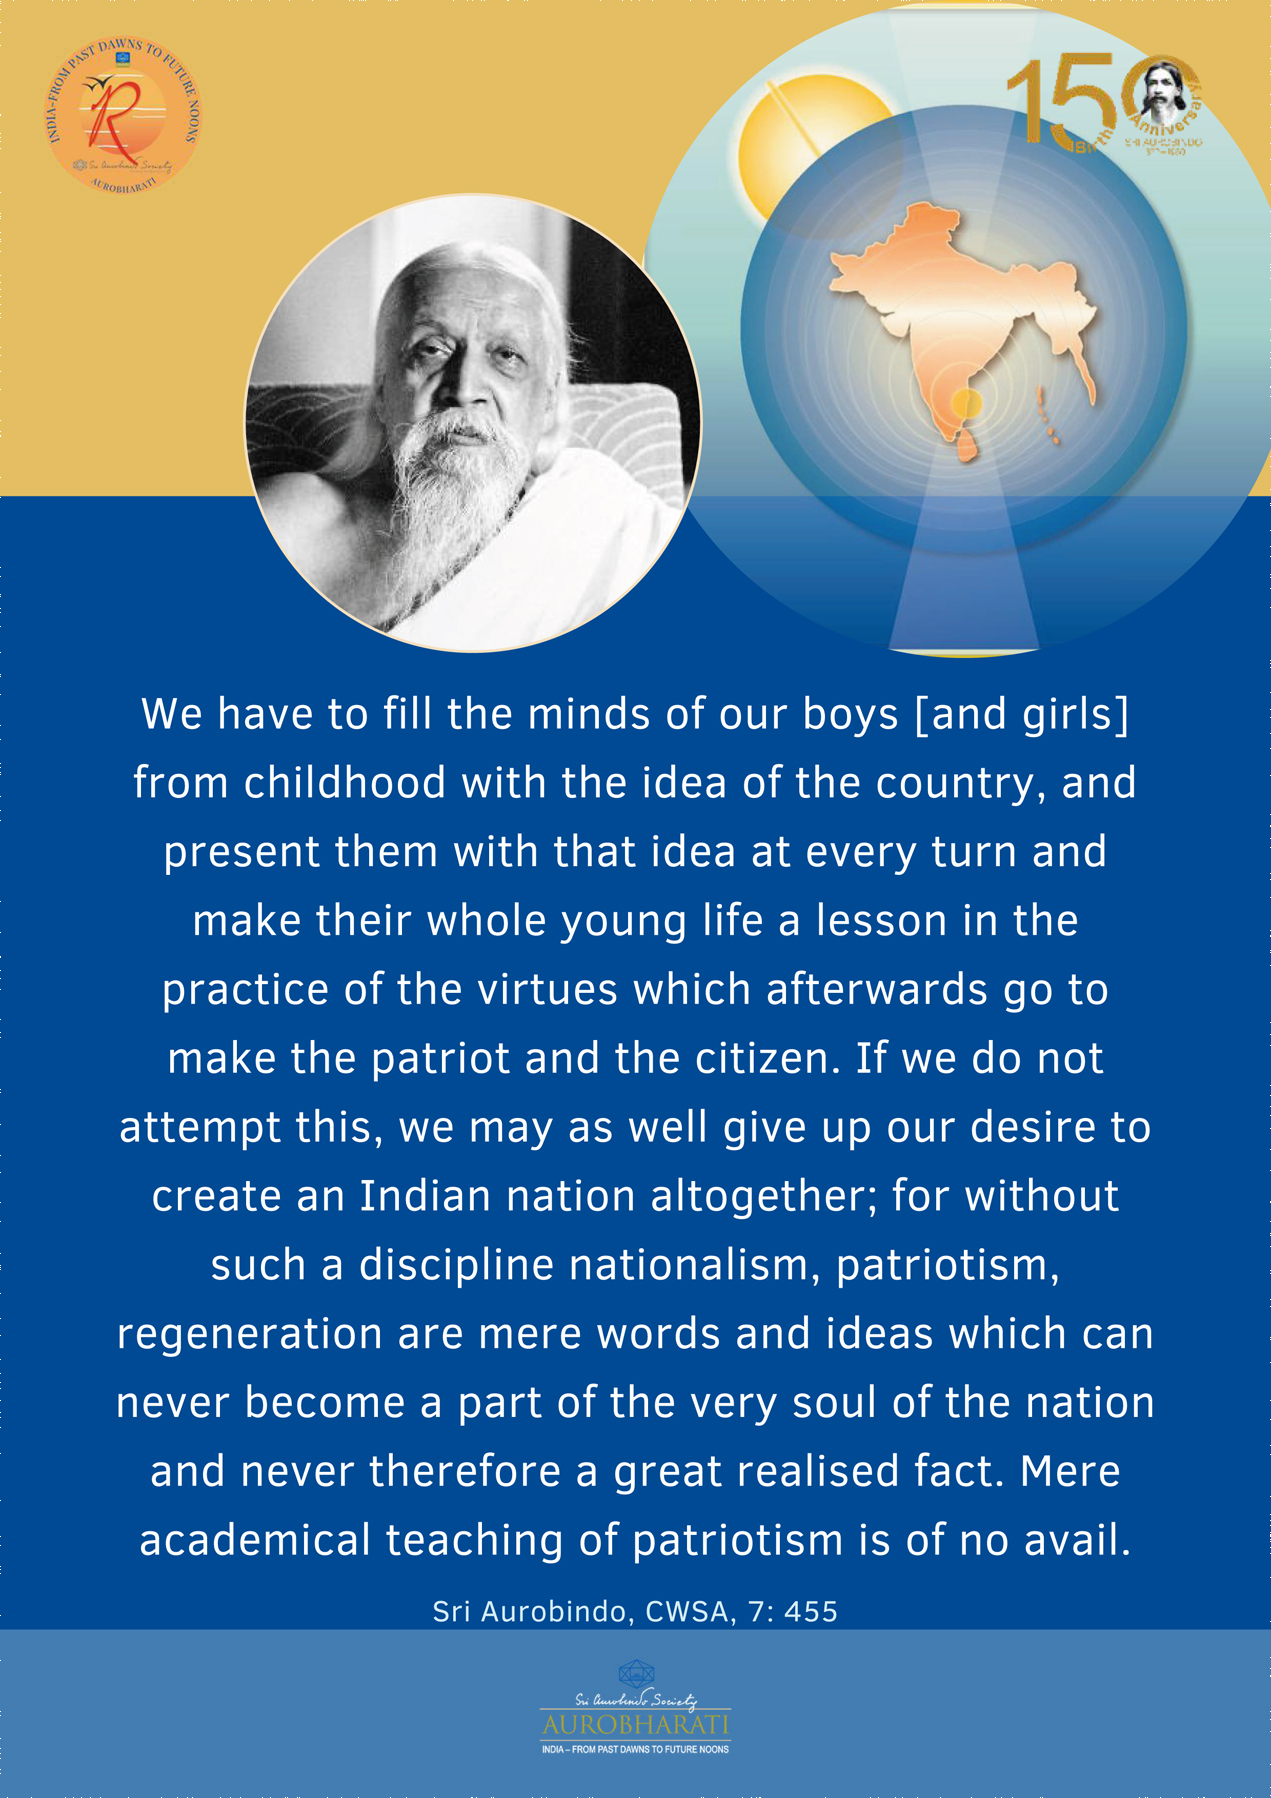 INDIA-FROM PAST DAWNS TO FUTURE NOONS
R
Sri Aurobindo Society
AUROBHARATI
150
Birth Anniversary
SRI AUROBINDO
We have to fill the minds of our boys [and girls]
from childhood with the idea of the country, and
present them with that idea at every turn and
make their whole young life a lesson in the
practice of the virtues which afterwards go to
make the patriot and the citizen. If we do not
attempt this, we may as well give up our desire to
create an Indian nation altogether; for without
such a discipline nationalism, patriotism,
regeneration are mere words and ideas which can
never become a part of the very soul of the nation
and never therefore a great realised fact. Mere
academical teaching of patriotism is of no avail.
Sri Aurobindo, CWSA, 7: 455
Sri Aurobindo Society
AUROBHARATI
INDIA – FROM PAST DAWNS TO FUTURE NOONS